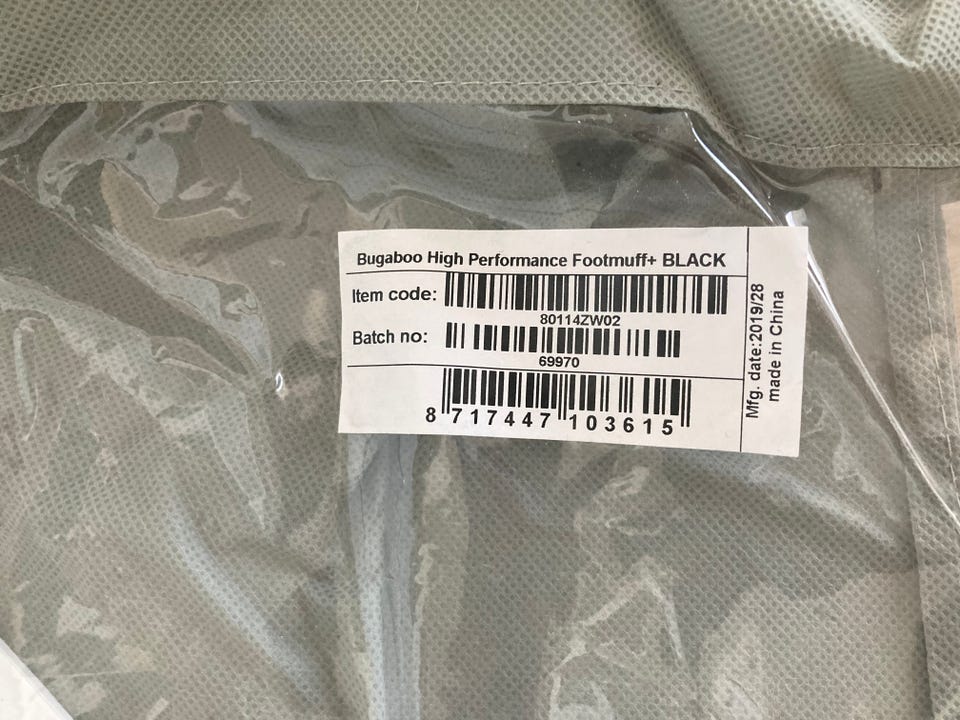 Bugaboo High Performance Footmuff+ BLACK
Item code:
80114ZW02
Batch no:
69970
8 717447 103615
Mfg. date:2019/28
made in China